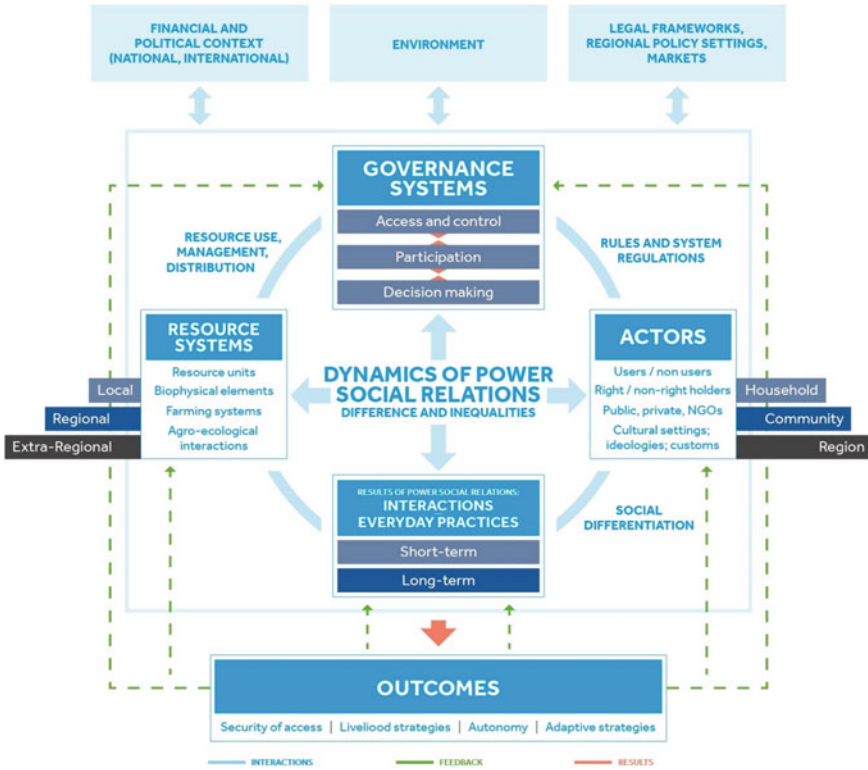 FINANCIAL AND
POLITICAL CONTEXT
(NATIONAL, INTERNATIONAL)
ENVIRONMENT
LEGAL FRAMEWORKS,
REGIONAL POLICY SETTINGS,
MARKETS
GOVERNANCE
SYSTEMS
Access and control
Participation
Decision making
RESOURCE USE,
MANAGEMENT,
DISTRIBUTION
RULES AND SYSTEM
REGULATIONS
RESOURCE
SYSTEMS
Resource units
Biophysical elements
Farming systems
Agro-ecological
interactions
Local
Regional
Extra-Regional
DYNAMICS OF POWER
SOCIAL RELATIONS
DIFFERENCE AND INEQUALITIES
ACTORS
Users / non users
Right / non-right holders
Public, private, NGOs
Cultural settings;
ideologies; customs
Household
Community
Region
RESULTS OF POWER SOCIAL RELATIONS:
INTERACTIONS
EVERYDAY PRACTICES
Short-term
Long-term
SOCIAL
DIFFERENTIATION
OUTCOMES
Security of access | Liveliood strategies | Autonomy | Adaptive strategies
INTERACTIONS
FEEDBACK
RESULTS